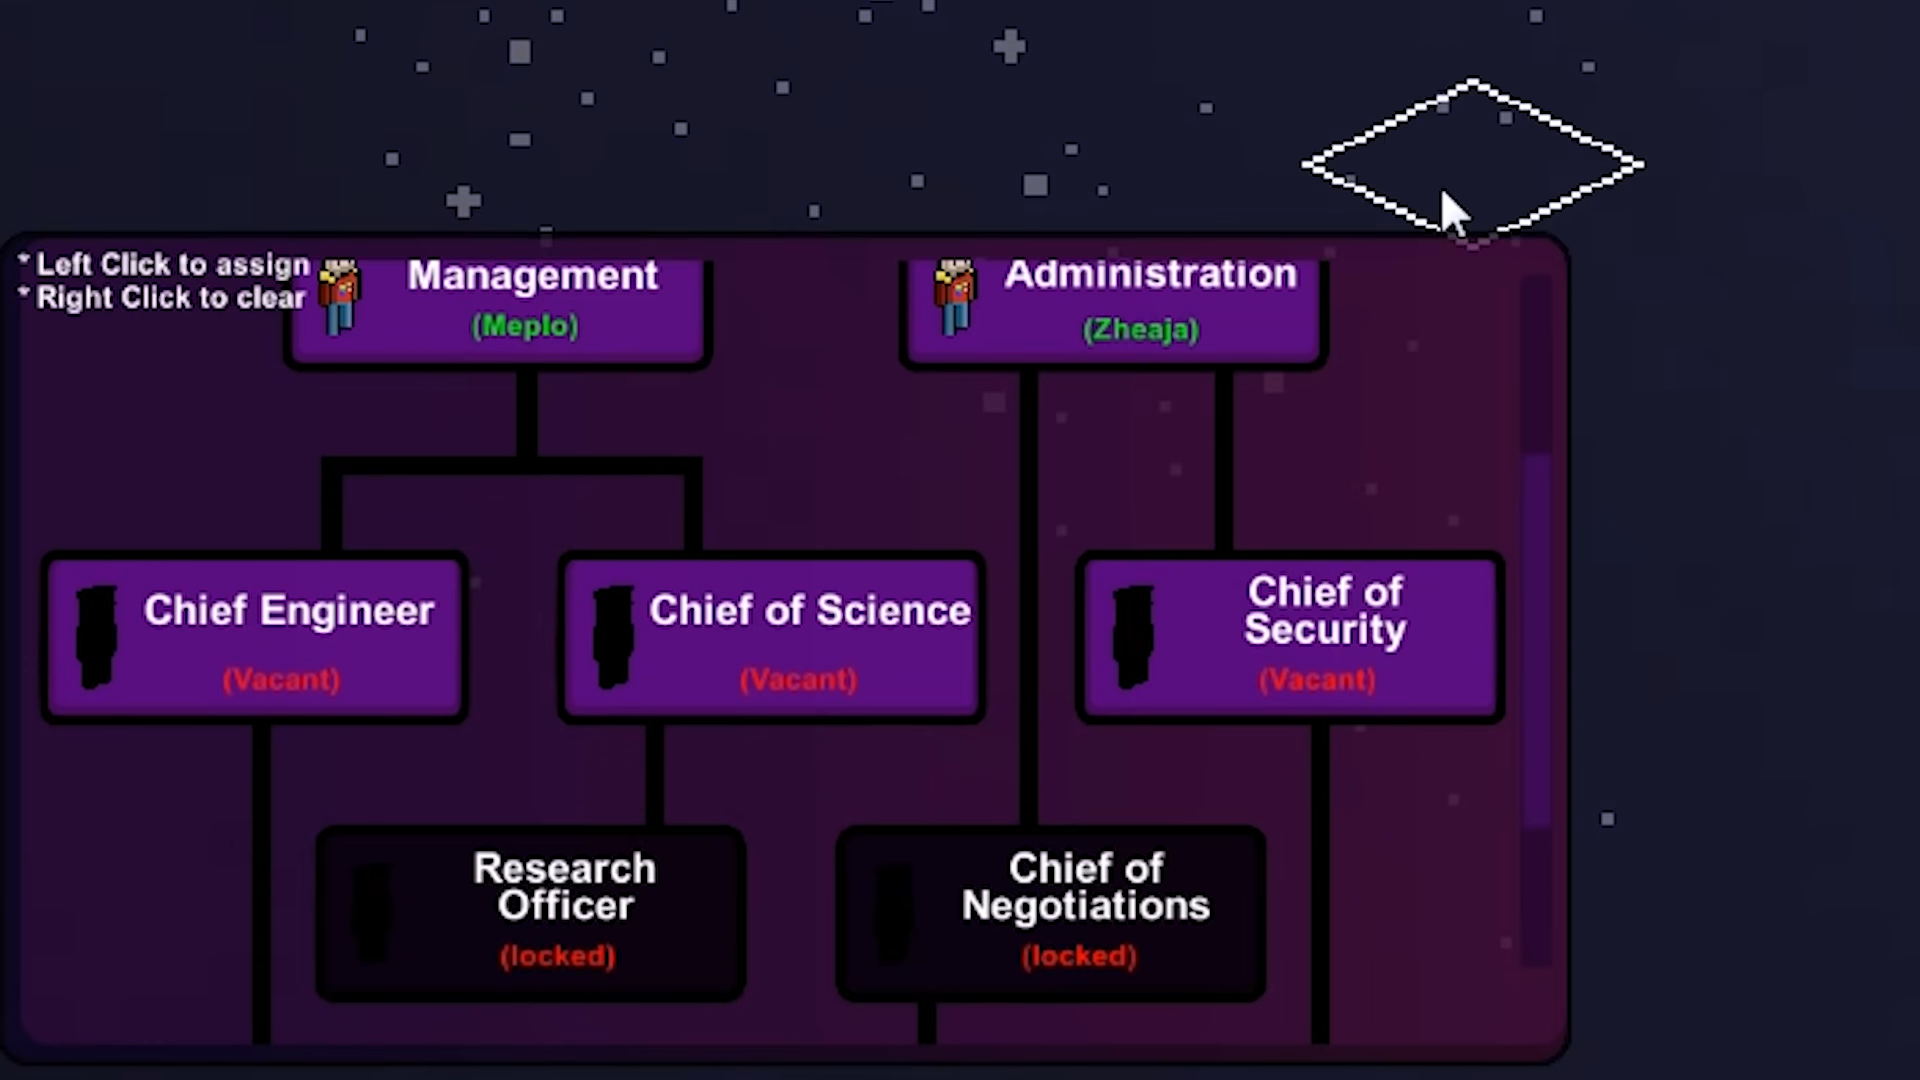 * Left Click to assign
* Right Click to clear
Management
(Meplo)
Administration
(Zheaja)
Chief Engineer
(Vacant)
Chief of Science
(Vacant)
Chief of
Security
(Vacant)
Research
Officer
(locked)
Chief of
Negotiations
(locked)